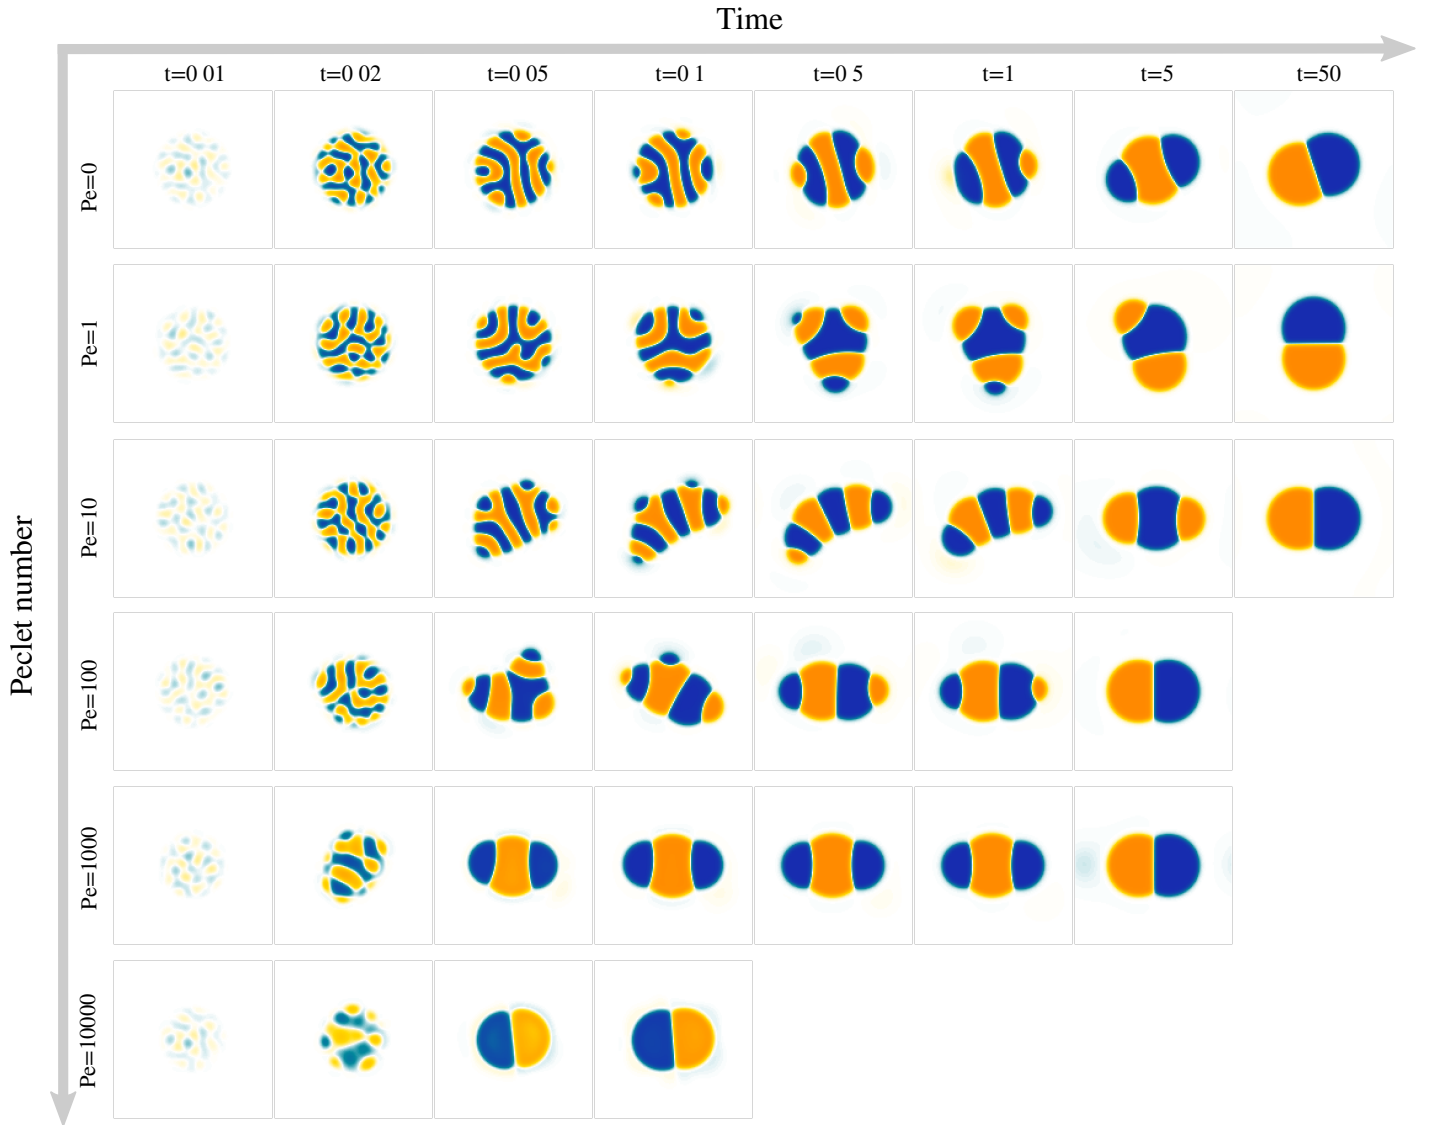 Time
t=0 01 t=0 02 t=0 05 t=0 1 t=0 5 t=1 t=5 t=50
Peclet number
Pe=0
Pe=1
Pe=10
Pe=100
Pe=1000
Pe=10000